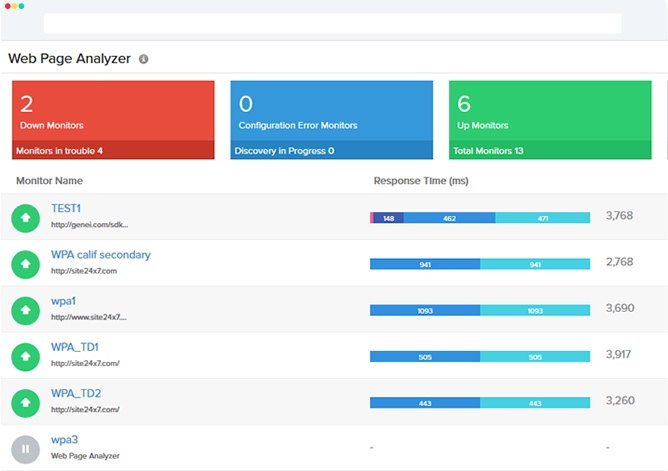 Web Page Analyzer
2
Down Monitors
Monitors in trouble 4
0
Configuration Error Monitors
Discovery in Progress 0
6
Up Monitors
Total Monitors 13
Monitor Name Response Time (ms)
TEST1
http://genei.com/sdk...
148 462 471 3,768
WPA calif secondary
http://site24x7.com
941 941 2,768
wpa1
http://www.site24x7....
1093 1093 3,690
WPA_TD1
http://site24x7.com/
505 505 3,917
WPA_TD2
http://site24x7.com/
443 443 3,260
wpa3
Web Page Analyzer
- -